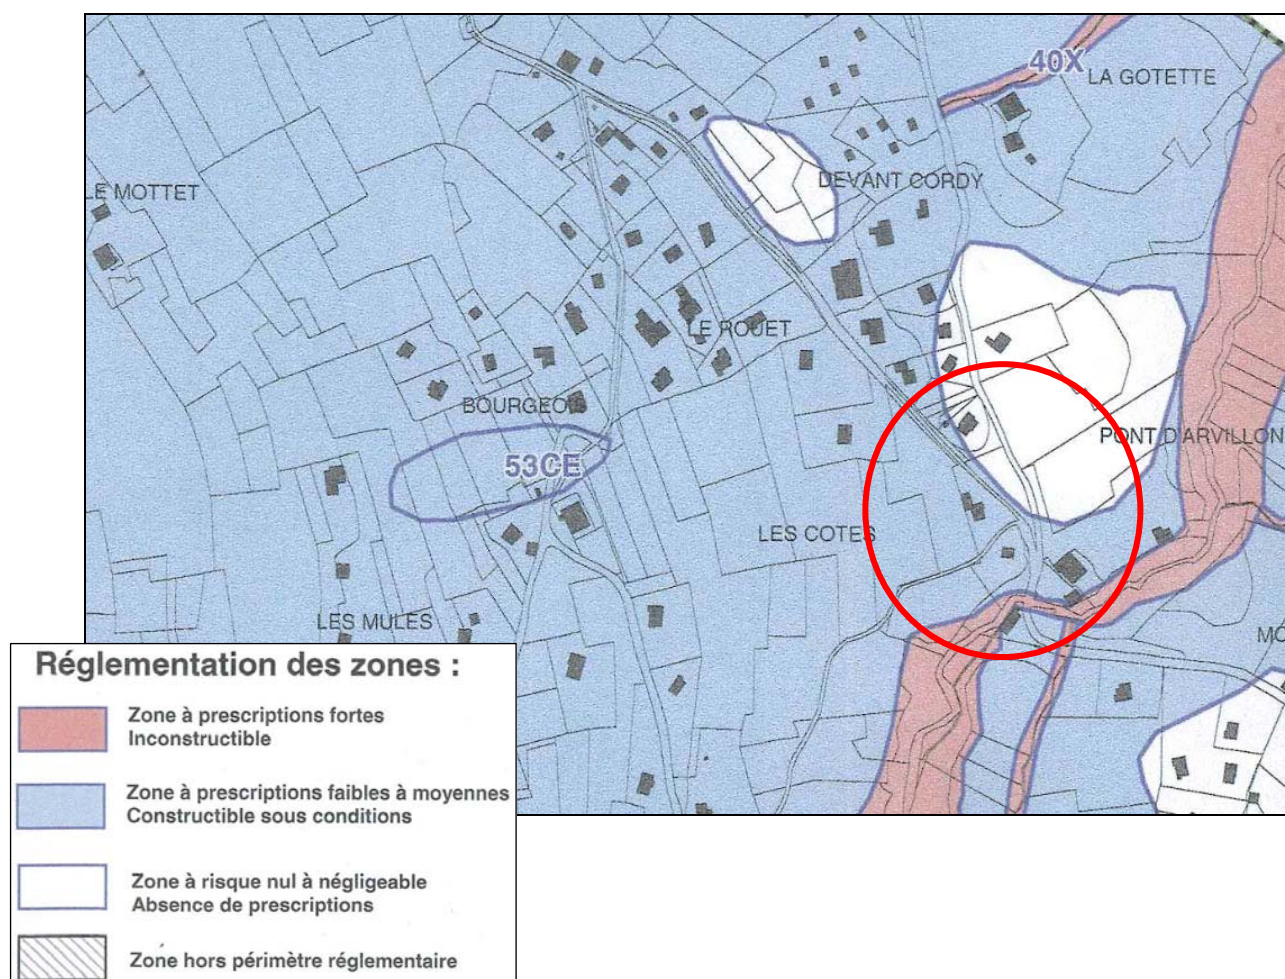 40X
LA GOTETTE
LE MOTTET
DEVANT CORDY
LE ROUET
BOURGEOIS
PONT D'ARVILLON
53CE
LES COTES
LES MULES
MO
Réglementation des zones :
Zone à prescriptions fortes
Inconstructible
Zone à prescriptions faibles à moyennes
Constructible sous conditions
Zone à risque nul à négligeable
Absence de prescriptions
Zone hors périmètre réglementaire